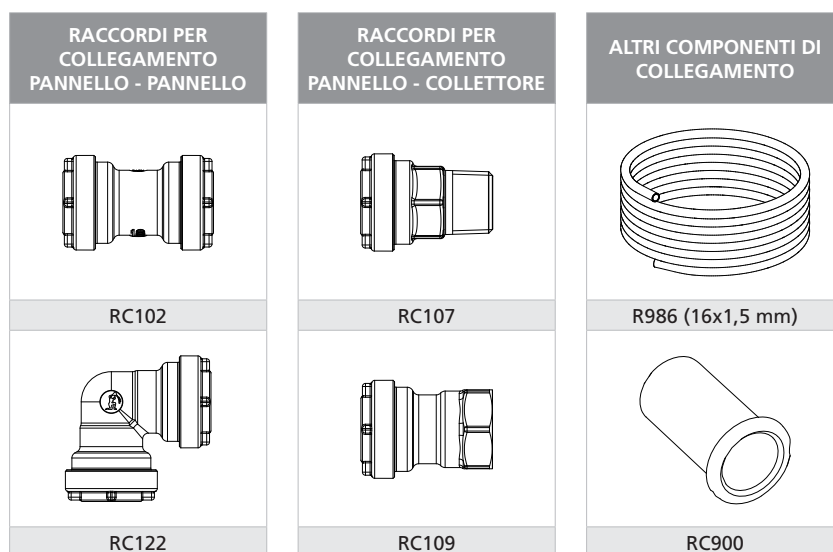 RACCORDI PER
COLLEGAMENTO
PANNELLO - PANNELLO
RC102
RC122
RACCORDI PER
COLLEGAMENTO
PANNELLO - COLLETTORE
RC107
RC109
ALTRI COMPONENTI DI
COLLEGAMENTO
R986 (16x1,5 mm)
RC900